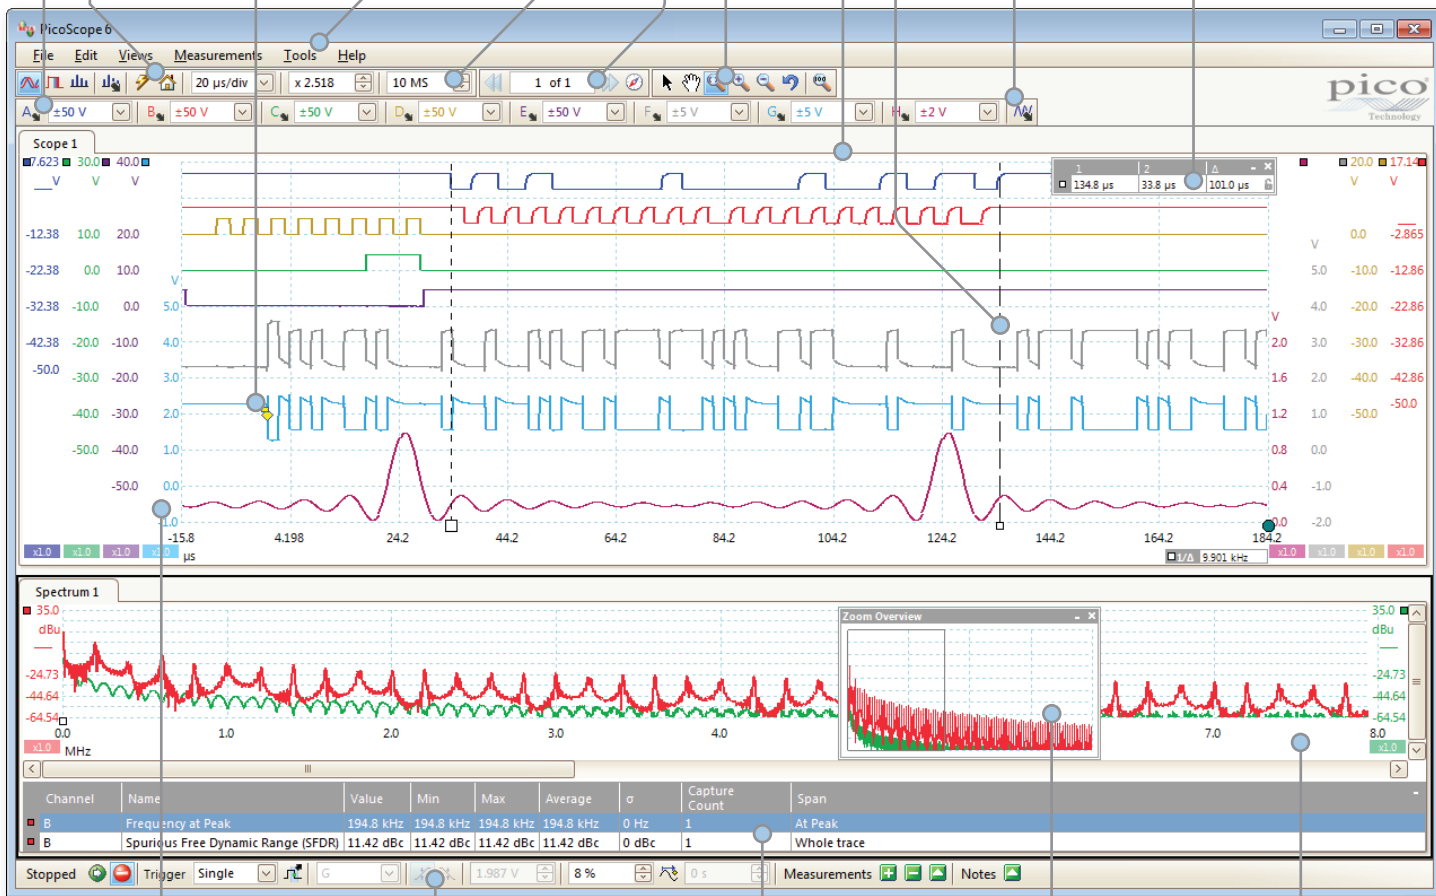 PicoScope 6
File Edit Views Measurements Tools Help
20 µs/div x 2.518 10 MS 1 of 1
pico
Technology
A ±50 V B ±50 V C ±50 V D ±50 V E ±50 V F ±5 V G ±5 V H ±2 V
Scope 1
7.623 30.0 40.0 20.0 17.14
V V V V V
1 2 Δ
134.8 µs 33.8 µs 101.0 µs
-12.38 10.0 20.0 0.0 -2.865
V
-22.38 0.0 10.0 5.0 -10.0 -12.86
V
-32.38 -10.0 0.0 5.0 4.0 -20.0 -22.86
V
-42.38 -20.0 -10.0 4.0 2.0 3.0 -30.0 -32.86
-50.0
-30.0 -20.0 3.0 1.6 2.0 -40.0 -42.86
-40.0 -30.0 2.0 1.2 1.0 -50.0 -50.0
-50.0 -40.0 1.0 0.8 0.0
-50.0 0.0 0.4 -1.0
-1.0 0.0 -2.0
-15.8 4.198 24.2 44.2 64.2 84.2 104.2 124.2 144.2 164.2 184.2
x1.0 x1.0 x1.0 x1.0 µs 1/Δ 9.901 kHz x1.0 x1.0 x1.0 x1.0
Spectrum 1
35.0 35.0
dBu dBu
Zoom Overview
-24.73 -24.73
-44.64 -44.64
-64.54 -64.54
0.0 1.0 2.0 3.0 4.0 7.0 8.0
x1.0 MHz x1.0
Channel Name Value Min Max Average σ Capture Count Span
B Frequency at Peak 194.8 kHz 194.8 kHz 194.8 kHz 194.8 kHz 0 Hz 1 At Peak
B Spurious Free Dynamic Range (SFDR) 11.42 dBc 11.42 dBc 11.42 dBc 11.42 dBc 0 dBc 1 Whole trace
Stopped Trigger Single G 1.987 V 8 % 0 s Measurements Notes